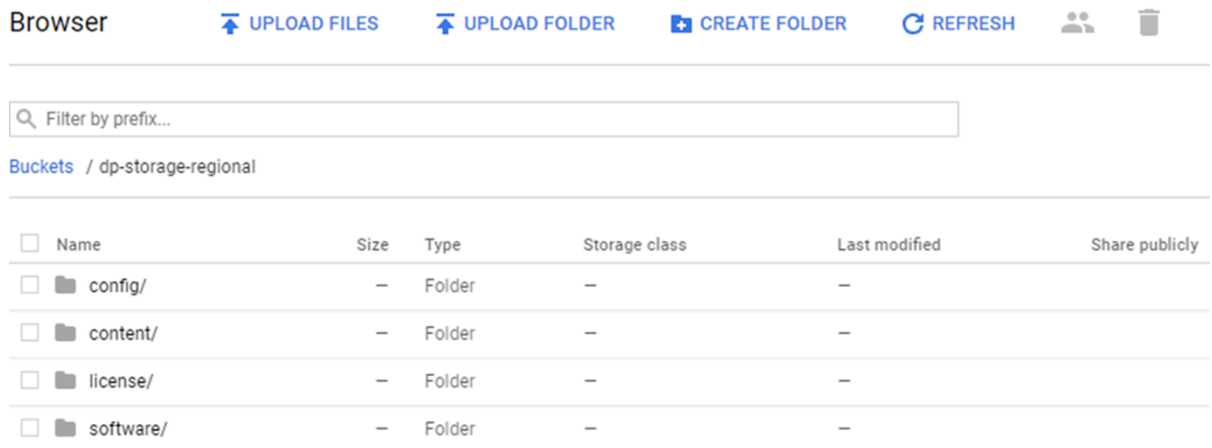 Browser UPLOAD FILES UPLOAD FOLDER CREATE FOLDER REFRESH
Filter by prefix...
Buckets / dp-storage-regional
Name Size Type Storage class Last modified Share publicly
config/ – Folder – –
content/ – Folder – –
license/ – Folder – –
software/ – Folder – –